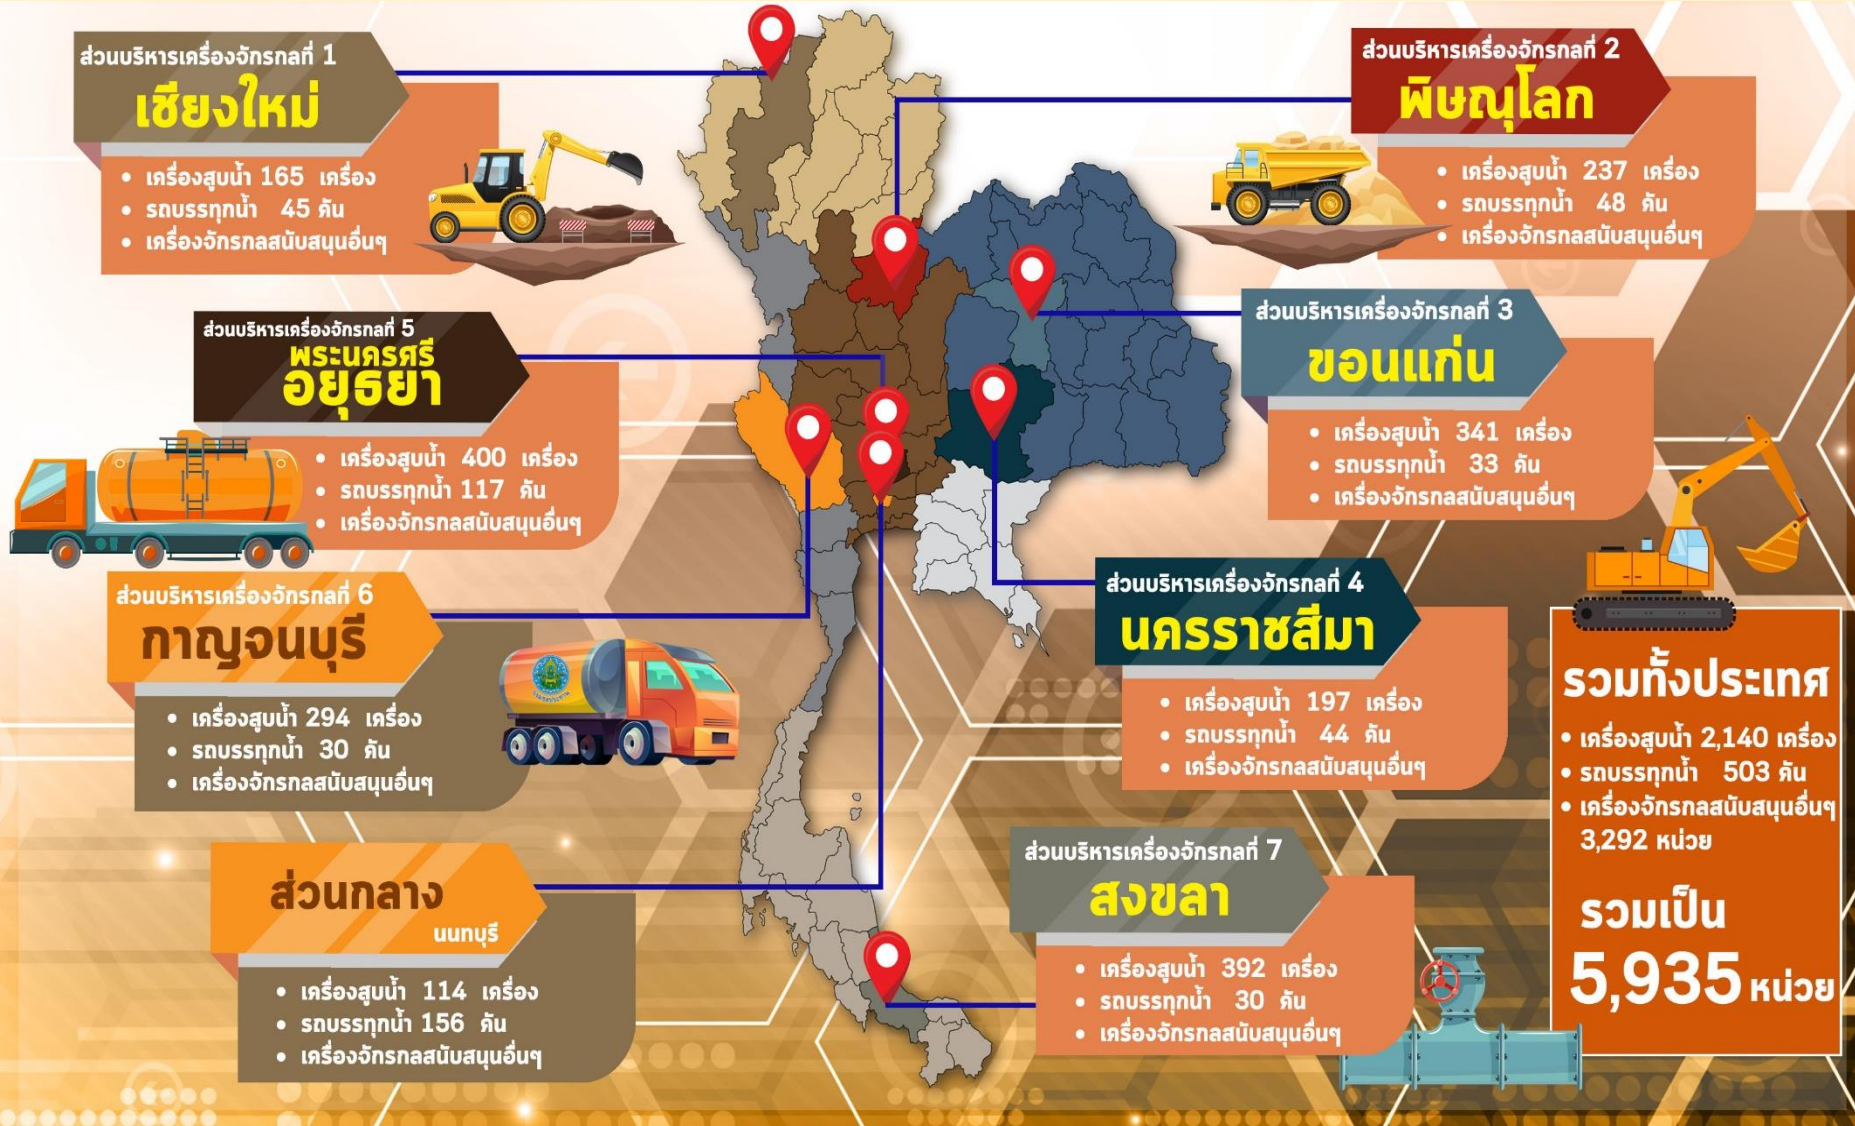 ส่วนบริหารเครื่องจักรกลที่ 1
เชียงใหม่
• เครื่องสูบน้ำ 165 เครื่อง
• รถบรรทุกน้ำ 45 คัน
• เครื่องจักรกลสนับสนุนอื่นๆ
ส่วนบริหารเครื่องจักรกลที่ 2
พิษณุโลก
• เครื่องสูบน้ำ 237 เครื่อง
• รถบรรทุกน้ำ 48 คัน
• เครื่องจักรกลสนับสนุนอื่นๆ
ส่วนบริหารเครื่องจักรกลที่ 5
พระนครศรี
อยุธยา
• เครื่องสูบน้ำ 400 เครื่อง
• รถบรรทุกน้ำ 117 คัน
• เครื่องจักรกลสนับสนุนอื่นๆ
ส่วนบริหารเครื่องจักรกลที่ 3
ขอนแก่น
• เครื่องสูบน้ำ 341 เครื่อง
• รถบรรทุกน้ำ 33 คัน
• เครื่องจักรกลสนับสนุนอื่นๆ
ส่วนบริหารเครื่องจักรกลที่ 6
กาญจนบุรี
• เครื่องสูบน้ำ 294 เครื่อง
• รถบรรทุกน้ำ 30 คัน
• เครื่องจักรกลสนับสนุนอื่นๆ
ส่วนบริหารเครื่องจักรกลที่ 4
นครราชสีมา
• เครื่องสูบน้ำ 197 เครื่อง
• รถบรรทุกน้ำ 44 คัน
• เครื่องจักรกลสนับสนุนอื่นๆ
ส่วนกลาง
นนทบุรี
• เครื่องสูบน้ำ 114 เครื่อง
• รถบรรทุกน้ำ 156 คัน
• เครื่องจักรกลสนับสนุนอื่นๆ
ส่วนบริหารเครื่องจักรกลที่ 7
สงขลา
• เครื่องสูบน้ำ 392 เครื่อง
• รถบรรทุกน้ำ 30 คัน
• เครื่องจักรกลสนับสนุนอื่นๆ
รวมทั้งประเทศ
• เครื่องสูบน้ำ 2,140 เครื่อง
• รถบรรทุกน้ำ 503 คัน
• เครื่องจักรกลสนับสนุนอื่นๆ
3,292 หน่วย
รวมเป็น
5,935 หน่วย